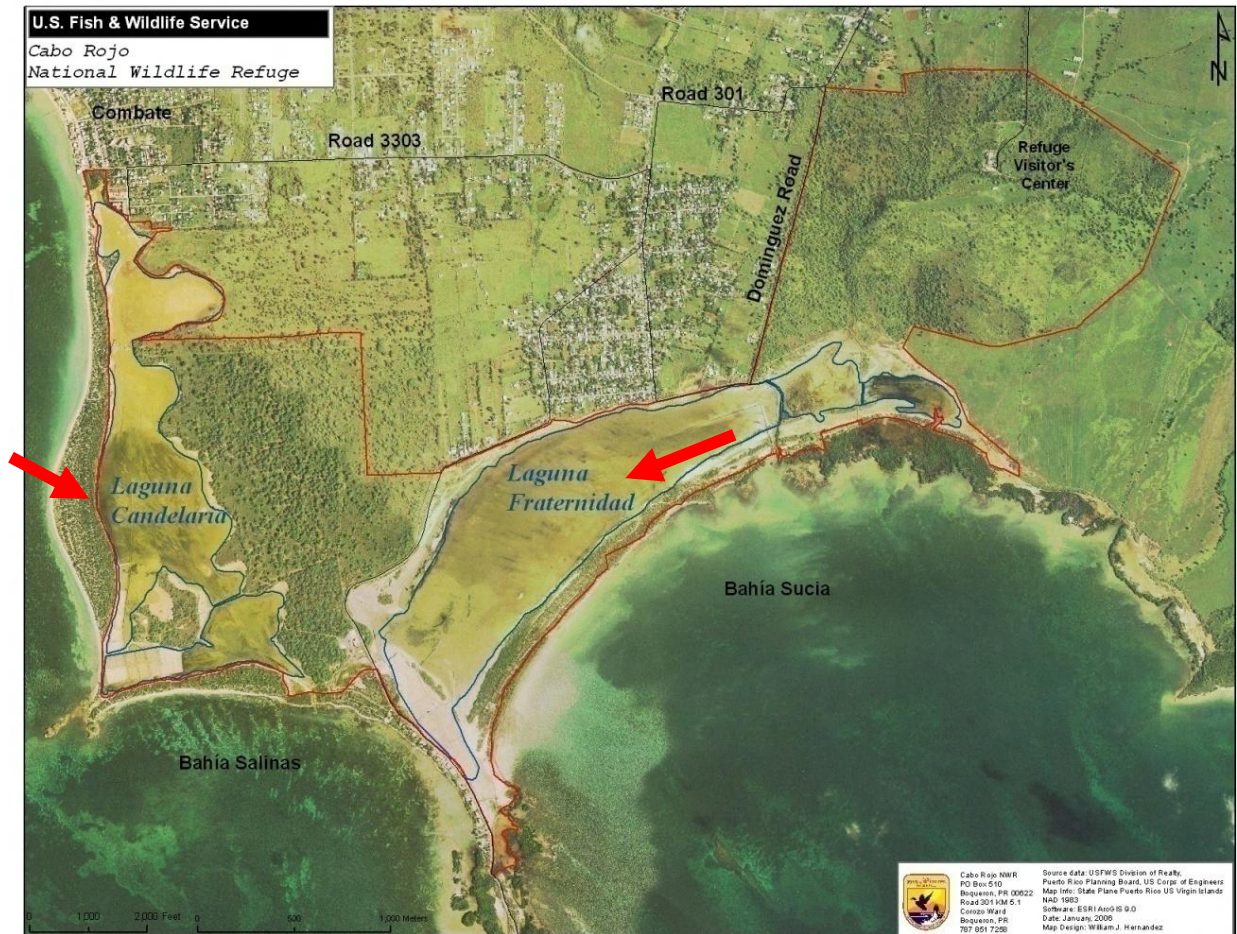 U.S. Fish & Wildlife Service
Cabo Rojo
National Wildlife Refuge
N
Combate
Road 301
Road 3303
Refuge
Visitor's
Center
Dominguez Road
Laguna
Candelaria
Laguna
Fraternidad
Bahía Sucia
Bahía Salinas
0 1,000 2,000 Feet
0 500 1,000 Meters
Cabo Rojo NWR
PO Box 510
Boqueron, PR 00622
Road 301 KM 5.1
Corozo Ward
Boqueron, PR
787 851 7258
Source data: USFWS Division of Realty,
Puerto Rico Planning Board, US Corps of Engineers
Map Info: State Plane Puerto Rico US Virgin Islands
NAD 1983
Software: ESRI ArcGIS 9.0
Date: January, 2006
Map Design: William J. Hernandez